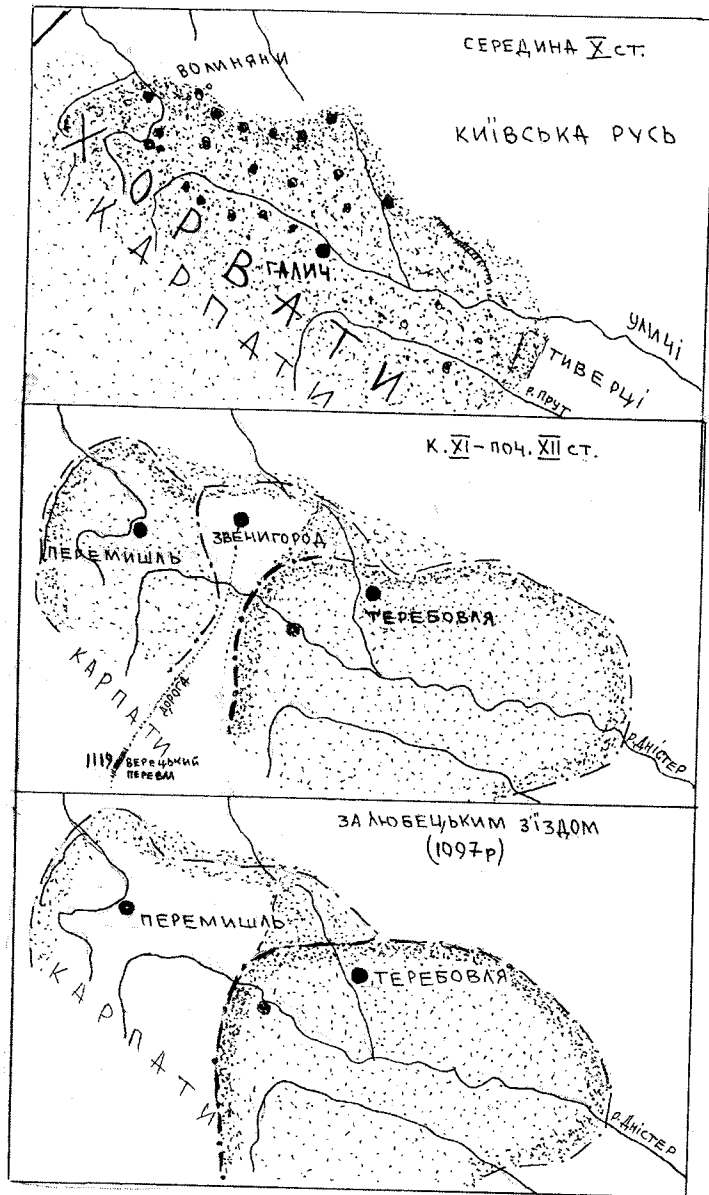 СЕРЕДИНА X СТ.
ВОЛИНЯНИ
КИЇВСЬКА РУСЬ
ХОРВАТИ
КАРПАТИ
ГАЛИЧ
УЛИЧІ
ТИВЕРЦІ
Р. ПРУТ
К. XI – ПОЧ. XII СТ.
ПЕРЕМИШЛЬ
ЗВЕНИГОРОД
ТЕРЕБОВЛЯ
КАРПАТИ
ДОРОГА
р. Дністер
1119
ВЕРЕЦЬКИЙ
ПЕРЕВАЛ
ЗА ЛЮБЕЦЬКИМ З'ЇЗДОМ
(1097р)
ПЕРЕМИШЛЬ
ТЕРЕБОВЛЯ
КАРПАТИ
р. Дністер